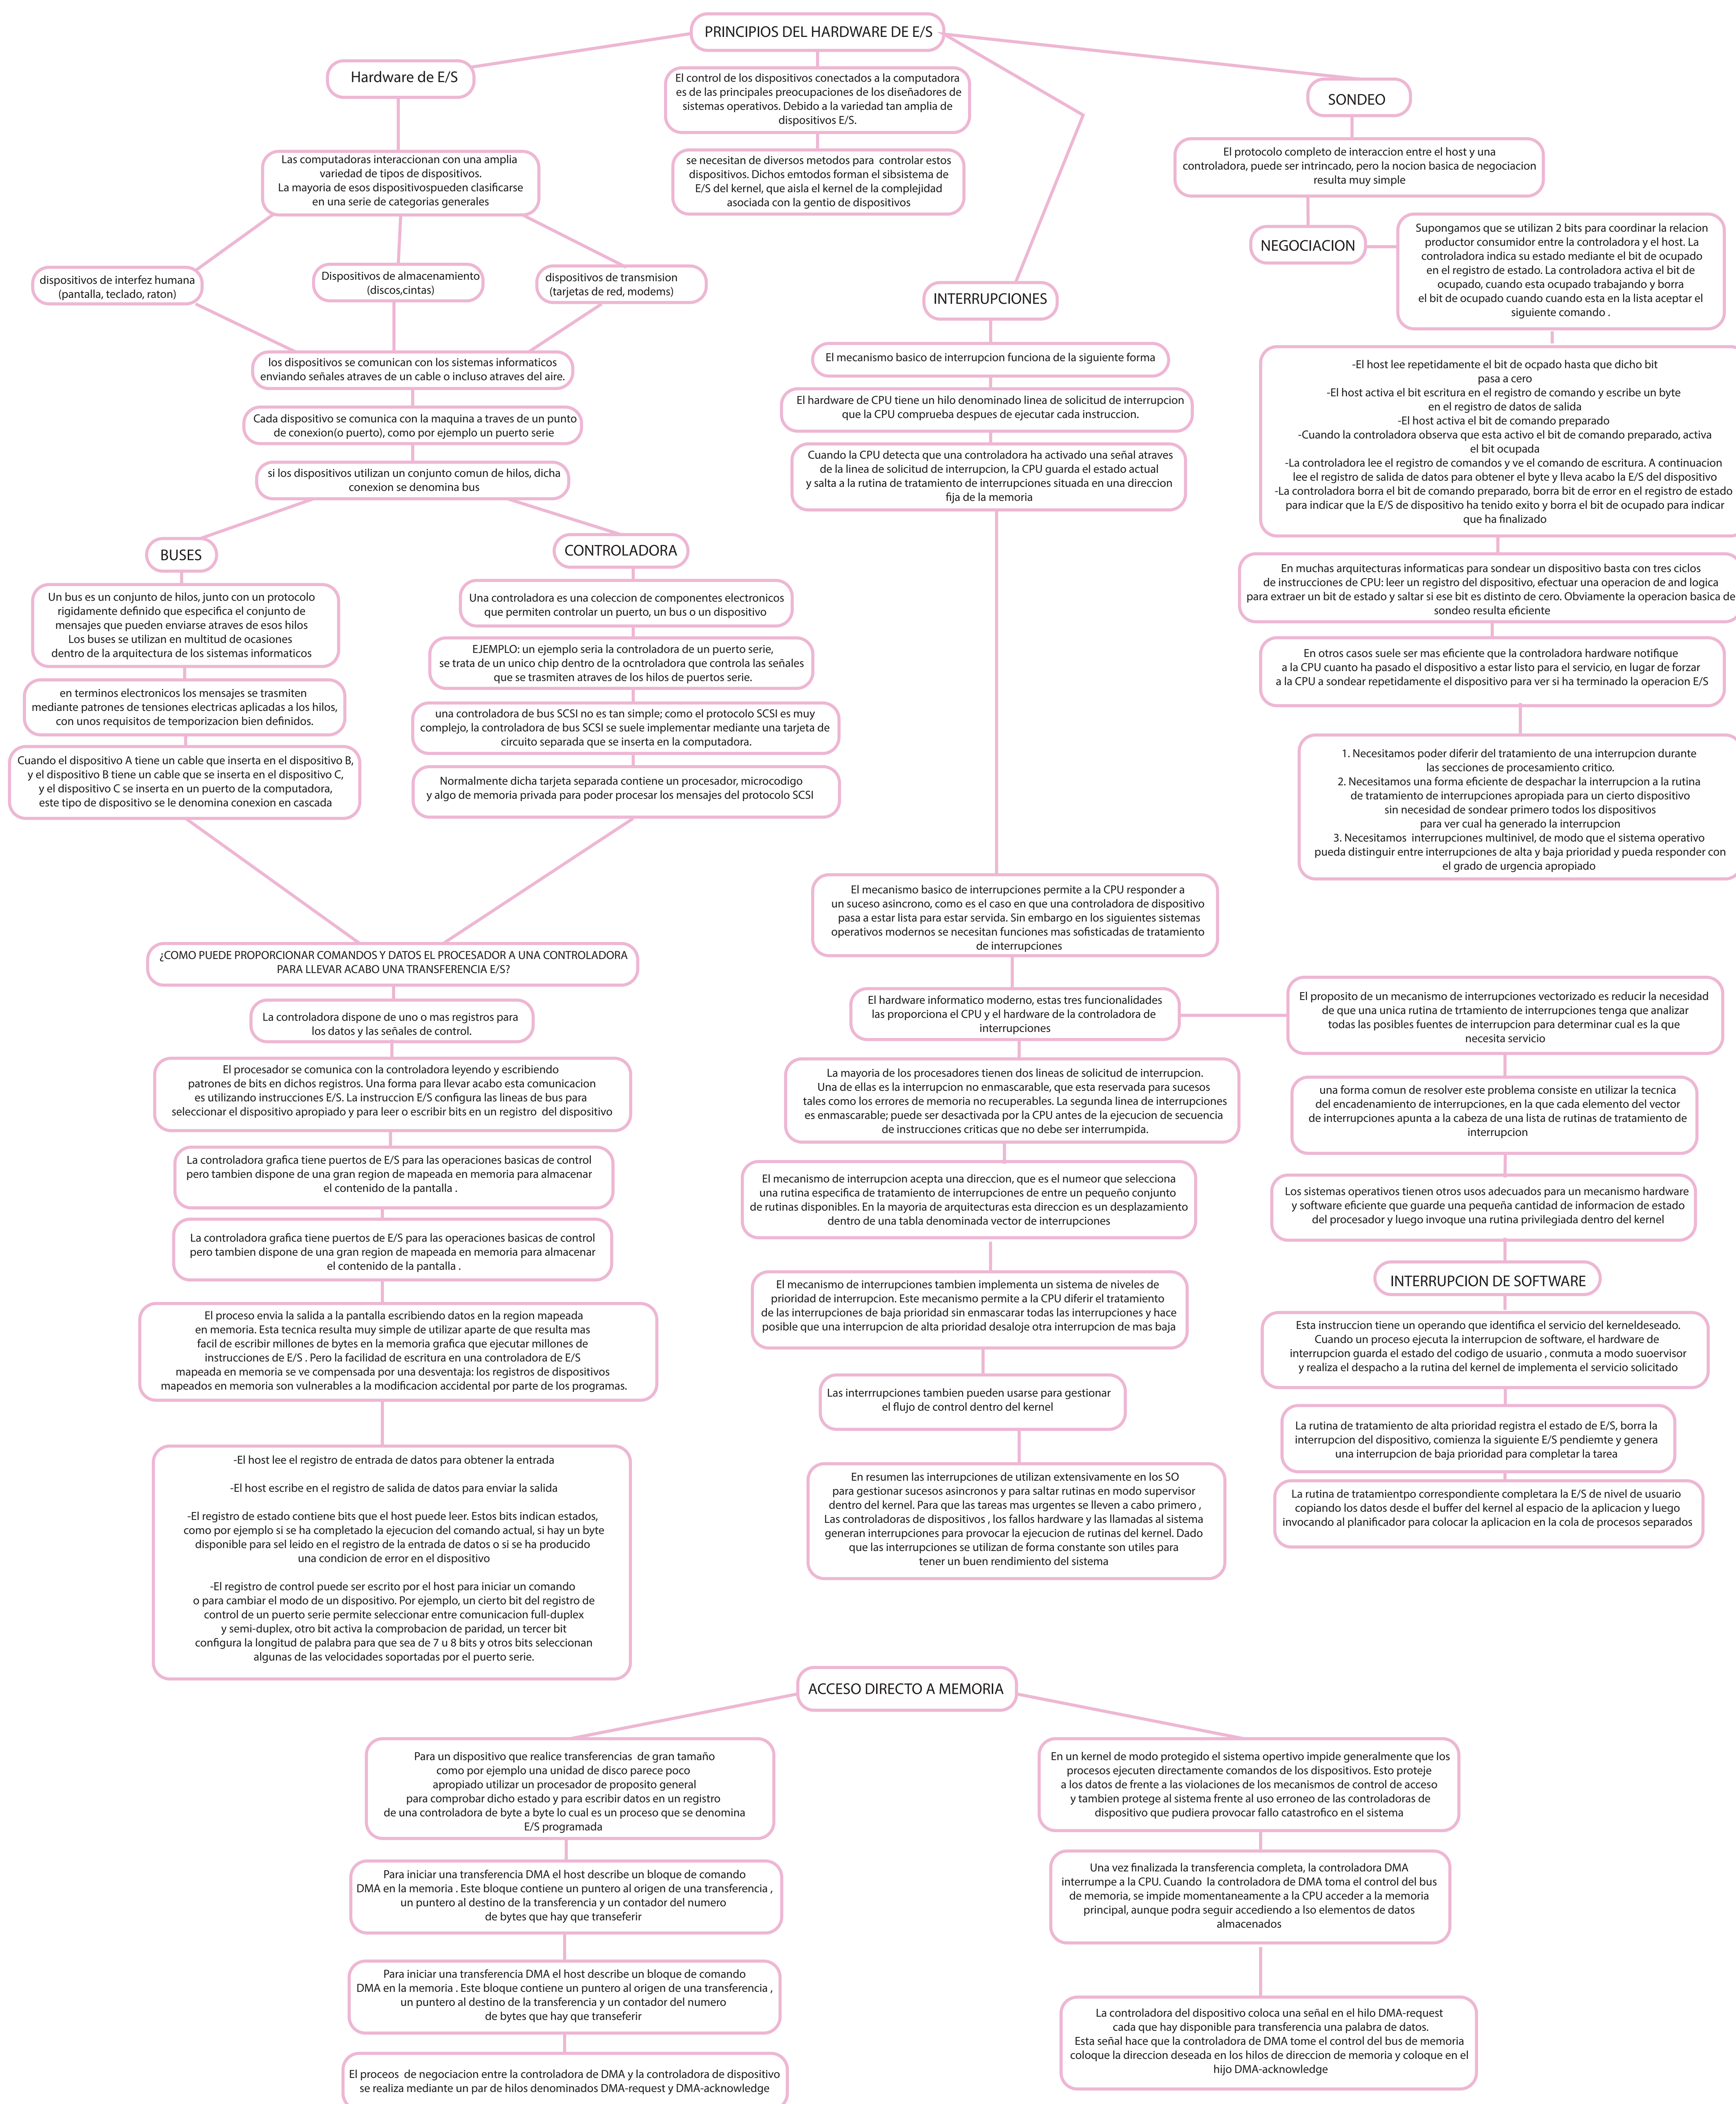 PRINCIPIOS DEL HARDWARE DE E/S
Hardware de E/S
Las computadoras interaccionan con una amplia
variedad de tipos de dispositivos.
La mayoria de esos dispositivospueden clasificarse
en una serie de categorias generales
dispositivos de interfez humana
(pantalla, teclado, raton)
Dispositivos de almacenamiento
(discos,cintas)
dispositivos de transmision
(tarjetas de red, modems)
los dispositivos se comunican con los sistemas informaticos
enviando señales atraves de un cable o incluso atraves del aire.
Cada dispositivo se comunica con la maquina a traves de un punto
de conexion(o puerto), como por ejemplo un puerto serie
si los dispositivos utilizan un conjunto comun de hilos, dicha
conexion se denomina bus
BUSES
Un bus es un conjunto de hilos, junto con un protocolo
rigidamente definido que especifica el conjunto de
mensajes que pueden enviarse atraves de esos hilos
Los buses se utilizan en multitud de ocasiones
dentro de la arquitectura de los sistemas informaticos
en terminos electronicos los mensajes se trasmiten
mediante patrones de tensiones electricas aplicadas a los hilos,
con unos requisitos de temporizacion bien definidos.
Cuando el dispositivo A tiene un cable que inserta en el dispositivo B,
y el dispositivo B tiene un cable que se inserta en el dispositivo C,
y el dispositivo C se inserta en un puerto de la computadora,
este tipo de dispositivo se le denomina conexion en cascada
CONTROLADORA
Una controladora es una coleccion de componentes electronicos
que permiten controlar un puerto, un bus o un dispositivo
EJEMPLO: un ejemplo seria la controladora de un puerto serie,
se trata de un unico chip dentro de la ocntroladora que controla las señales
que se trasmiten atraves de los hilos de puertos serie.
una controladora de bus SCSI no es tan simple; como el protocolo SCSI es muy
complejo, la controladora de bus SCSI se suele implementar mediante una tarjeta de
circuito separada que se inserta en la computadora.
Normalmente dicha tarjeta separada contiene un procesador, microcodigo
y algo de memoria privada para poder procesar los mensajes del protocolo SCSI
¿COMO PUEDE PROPORCIONAR COMANDOS Y DATOS EL PROCESADOR A UNA CONTROLADORA
PARA LLEVAR ACABO UNA TRANSFERENCIA E/S?
La controladora dispone de uno o mas registros para
los datos y las señales de control.
El procesador se comunica con la controladora leyendo y escribiendo
patrones de bits en dichos registros. Una forma para llevar acabo esta comunicacion
es utilizando instrucciones E/S. La instruccion E/S configura las lineas de bus para
seleccionar el dispositivo apropiado y para leer o escribir bits en un registro  del dispositivo
La controladora grafica tiene puertos de E/S para las operaciones basicas de control
pero tambien dispone de una gran region de mapeada en memoria para almacenar
el contenido de la pantalla .
La controladora grafica tiene puertos de E/S para las operaciones basicas de control
pero tambien dispone de una gran region de mapeada en memoria para almacenar
el contenido de la pantalla .
El proceso envia la salida a la pantalla escribiendo datos en la region mapeada
en memoria. Esta tecnica resulta muy simple de utilizar aparte de que resulta mas
facil de escribir millones de bytes en la memoria grafica que ejecutar millones de
instrucciones de E/S . Pero la facilidad de escritura en una controladora de E/S
mapeada en memoria se ve compensada por una desventaja: los registros de dispositivos
mapeados en memoria son vulnerables a la modificacion accidental por parte de los programas.
-El host lee el registro de entrada de datos para obtener la entrada
-El host escribe en el registro de salida de datos para enviar la salida
-El registro de estado contiene bits que el host puede leer. Estos bits indican estados,
como por ejemplo si se ha completado la ejecucion del comando actual, si hay un byte
disponible para sel leido en el registro de la entrada de datos o si se ha producido
una condicion de error en el dispositivo
-El registro de control puede ser escrito por el host para iniciar un comando
o para cambiar el modo de un dispositivo. Por ejemplo, un cierto bit del registro de
control de un puerto serie permite seleccionar entre comunicacion full-duplex
y semi-duplex, otro bit activa la comprobacion de paridad, un tercer bit
configura la longitud de palabra para que sea de 7 u 8 bits y otros bits seleccionan
algunas de las velocidades soportadas por el puerto serie.
El control de los dispositivos conectados a la computadora
es de las principales preocupaciones de los diseñadores de
sistemas operativos. Debido a la variedad tan amplia de
dispositivos E/S.
se necesitan de diversos metodos para  controlar estos
dispositivos. Dichos emtodos forman el sibsistema de
E/S del kernel, que aisla el kernel de la complejidad
asociada con la gentio de dispositivos
INTERRUPCIONES
El mecanismo basico de interrupcion funciona de la siguiente forma
El hardware de CPU tiene un hilo denominado linea de solicitud de interrupcion
que la CPU comprueba despues de ejecutar cada instruccion.
Cuando la CPU detecta que una controladora ha activado una señal atraves
de la linea de solicitud de interrupcion, la CPU guarda el estado actual
y salta a la rutina de tratamiento de interrupciones situada en una direccion
fija de la memoria
El mecanismo basico de interrupciones permite a la CPU responder a
un suceso asincrono, como es el caso en que una controladora de dispositivo
pasa a estar lista para estar servida. Sin embargo en los siguientes sistemas
operativos modernos se necesitan funciones mas sofisticadas de tratamiento
de interrupciones
El hardware informatico moderno, estas tres funcionalidades
las proporciona el CPU y el hardware de la controladora de
interrupciones
La mayoria de los procesadores tienen dos lineas de solicitud de interrupcion.
Una de ellas es la interrupcion no enmascarable, que esta reservada para sucesos
tales como los errores de memoria no recuperables. La segunda linea de interrupciones
es enmascarable; puede ser desactivada por la CPU antes de la ejecucion de secuencia
de instrucciones criticas que no debe ser interrumpida.
El mecanismo de interrupcion acepta una direccion, que es el numeor que selecciona
una rutina especifica de tratamiento de interrupciones de entre un pequeño conjunto
de rutinas disponibles. En la mayoria de arquitecturas esta direccion es un desplazamiento
dentro de una tabla denominada vector de interrupciones
El mecanismo de interrupciones tambien implementa un sistema de niveles de
prioridad de interrupcion. Este mecanismo permite a la CPU diferir el tratamiento
de las interrupciones de baja prioridad sin enmascarar todas las interrupciones y hace
posible que una interrupcion de alta prioridad desaloje otra interrupcion de mas baja
Las interrrupciones tambien pueden usarse para gestionar
el flujo de control dentro del kernel
En resumen las interrupciones de utilizan extensivamente en los SO
para gestionar sucesos asincronos y para saltar rutinas en modo supervisor
dentro del kernel. Para que las tareas mas urgentes se lleven a cabo primero ,
Las controladoras de dispositivos , los fallos hardware y las llamadas al sistema
generan interrupciones para provocar la ejecucion de rutinas del kernel. Dado
que las interrupciones se utilizan de forma constante son utiles para
tener un buen rendimiento del sistema
SONDEO
El protocolo completo de interaccion entre el host y una
controladora, puede ser intrincado, pero la nocion basica de negociacion
resulta muy simple
NEGOCIACION
Supongamos que se utilizan 2 bits para coordinar la relacion
productor consumidor entre la controladora y el host. La
controladora indica su estado mediante el bit de ocupado
en el registro de estado. La controladora activa el bit de
ocupado, cuando esta ocupado trabajando y borra
el bit de ocupado cuando cuando esta en la lista aceptar el
siguiente comando .
-El host lee repetidamente el bit de ocpado hasta que dicho bit
pasa a cero
-El host activa el bit escritura en el registro de comando y escribe un byte
en el registro de datos de salida
-El host activa el bit de comando preparado
-Cuando la controladora observa que esta activo el bit de comando preparado, activa
el bit ocupada
-La controladora lee el registro de comandos y ve el comando de escritura. A continuacion
lee el registro de salida de datos para obtener el byte y lleva acabo la E/S del dispositivo
-La controladora borra el bit de comando preparado, borra bit de error en el registro de estado
para indicar que la E/S de dispositivo ha tenido exito y borra el bit de ocupado para indicar
que ha finalizado
En muchas arquitecturas informaticas para sondear un dispositivo basta con tres ciclos
de instrucciones de CPU: leer un registro del dispositivo, efectuar una operacion de and logica
para extraer un bit de estado y saltar si ese bit es distinto de cero. Obviamente la operacion basica de
sondeo resulta eficiente
En otros casos suele ser mas eficiente que la controladora hardware notifique
a la CPU cuanto ha pasado el dispositivo a estar listo para el servicio, en lugar de forzar
a la CPU a sondear repetidamente el dispositivo para ver si ha terminado la operacion E/S
1. Necesitamos poder diferir del tratamiento de una interrupcion durante
las secciones de procesamiento critico.
2. Necesitamos una forma eficiente de despachar la interrupcion a la rutina
de tratamiento de interrupciones apropiada para un cierto dispositivo
sin necesidad de sondear primero todos los dispositivos
para ver cual ha generado la interrupcion
3. Necesitamos  interrupciones multinivel, de modo que el sistema operativo
pueda distinguir entre interrupciones de alta y baja prioridad y pueda responder con
el grado de urgencia apropiado
El proposito de un mecanismo de interrupciones vectorizado es reducir la necesidad
de que una unica rutina de trtamiento de interrupciones tenga que analizar
todas las posibles fuentes de interrupcion para determinar cual es la que
necesita servicio
una forma comun de resolver este problema consiste en utilizar la tecnica
del encadenamiento de interrupciones, en la que cada elemento del vector
de interrupciones apunta a la cabeza de una lista de rutinas de tratamiento de
interrupcion
Los sistemas operativos tienen otros usos adecuados para un mecanismo hardware
y software eficiente que guarde una pequeña cantidad de informacion de estado
del procesador y luego invoque una rutina privilegiada dentro del kernel
INTERRUPCION DE SOFTWARE
Esta instruccion tiene un operando que identifica el servicio del kerneldeseado.
Cuando un proceso ejecuta la interrupcion de software, el hardware de
interrupcion guarda el estado del codigo de usuario , conmuta a modo suoervisor
y realiza el despacho a la rutina del kernel de implementa el servicio solicitado
La rutina de tratamiento de alta prioridad registra el estado de E/S, borra la
interrupcion del dispositivo, comienza la siguiente E/S pendiemte y genera
una interrupcion de baja prioridad para completar la tarea
La rutina de tratamientpo correspondiente completara la E/S de nivel de usuario
copiando los datos desde el buffer del kernel al espacio de la aplicacion y luego
invocando al planificador para colocar la aplicacion en la cola de procesos separados
ACCESO DIRECTO A MEMORIA
Para un dispositivo que realice transferencias  de gran tamaño
como por ejemplo una unidad de disco parece poco
apropiado utilizar un procesador de proposito general
para comprobar dicho estado y para escribir datos en un registro
de una controladora de byte a byte lo cual es un proceso que se denomina
E/S programada
Para iniciar una transferencia DMA el host describe un bloque de comando
DMA en la memoria . Este bloque contiene un puntero al origen de una transferencia ,
un puntero al destino de la transferencia y un contador del numero
de bytes que hay que transeferir
Para iniciar una transferencia DMA el host describe un bloque de comando
DMA en la memoria . Este bloque contiene un puntero al origen de una transferencia ,
un puntero al destino de la transferencia y un contador del numero
de bytes que hay que transeferir
El proceos  de negociacion entre la controladora de DMA y la controladora de dispositivo
se realiza mediante un par de hilos denominados DMA-request y DMA-acknowledge
En un kernel de modo protegido el sistema opertivo impide generalmente que los
procesos ejecuten directamente comandos de los dispositivos. Esto proteje
a los datos de frente a las violaciones de los mecanismos de control de acceso
y tambien protege al sistema frente al uso erroneo de las controladoras de
dispositivo que pudiera provocar fallo catastrofico en el sistema
Una vez finalizada la transferencia completa, la controladora DMA
interrumpe a la CPU. Cuando  la controladora de DMA toma el control del bus
de memoria, se impide momentaneamente a la CPU acceder a la memoria
principal, aunque podra seguir accediendo a lso elementos de datos
almacenados
La controladora del dispositivo coloca una señal en el hilo DMA-request
cada que hay disponible para transferencia una palabra de datos.
Esta señal hace que la controladora de DMA tome el control del bus de memoria
coloque la direccion deseada en los hilos de direccion de memoria y coloque en el
hijo DMA-acknowledge